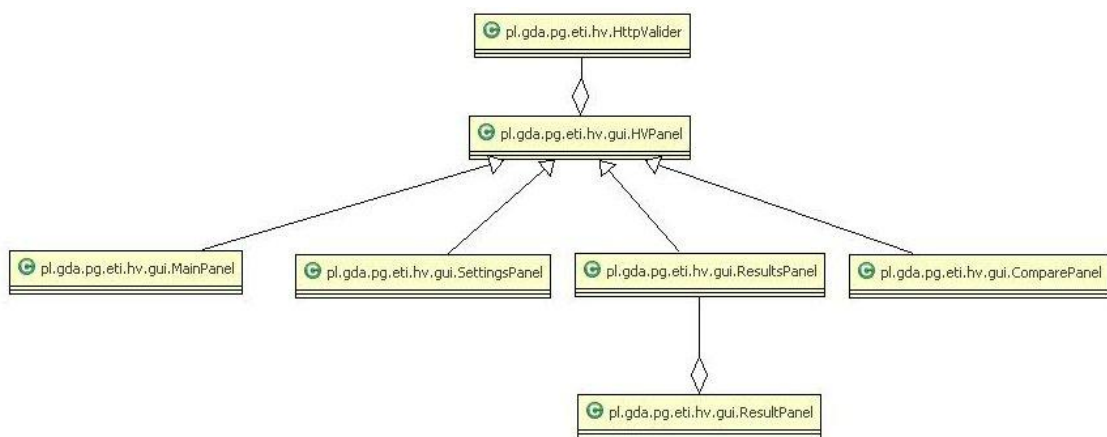 C pl.gda.pg.eti.hv.HttpValider
C pl.gda.pg.eti.hv.gui.HVPanel
C pl.gda.pg.eti.hv.gui.MainPanel
C pl.gda.pg.eti.hv.gui.SettingsPanel
C pl.gda.pg.eti.hv.gui.ResultsPanel
C pl.gda.pg.eti.hv.gui.ComparePanel
C pl.gda.pg.eti.hv.gui.ResultPanel